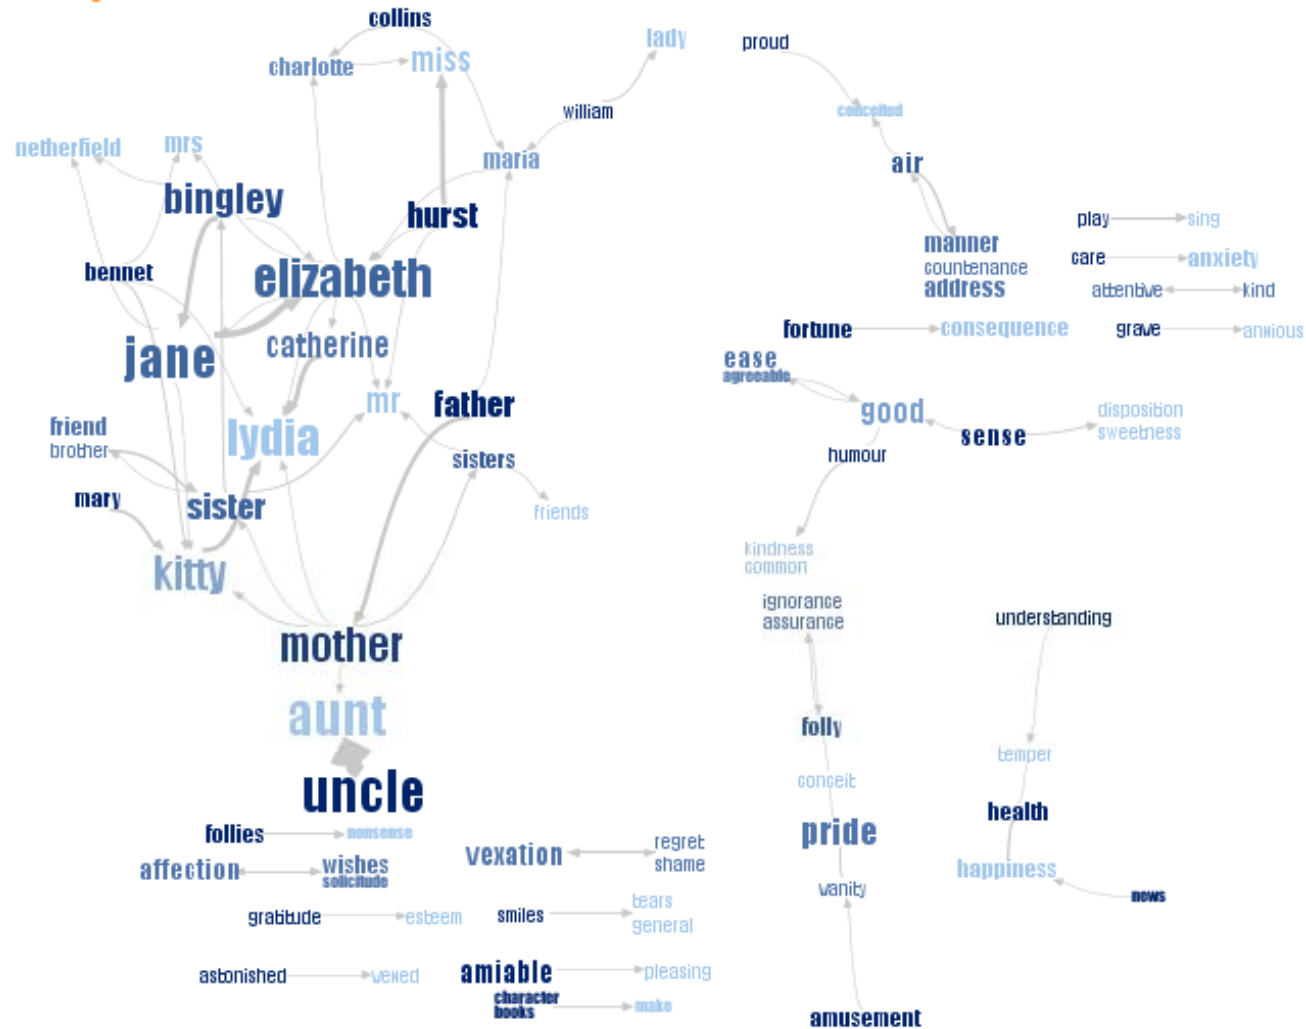 collins
lady
proud
charlotte
miss
william
conceited
netherfield
mrs
maria
air
bingley
hurst
play
sing
bennet
elizabeth
manner
care
anxiety
countenance
address
attentive
kind
jane
catherine
fortune
consequence
grave
anxious
ease
agreeable
mr
father
good
disposition
sweetness
friend
brother
lydia
sense
humour
sisters
mary
sister
friends
kitty
kindness
common
ignorance
assurance
understanding
mother
aunt
folly
temper
conceit
uncle
health
follies
nonsense
pride
vexation
regret
shame
affection
wishes
solicitude
happiness
vanity
news
gratitude
esteem
smiles
tears
general
astonished
vexed
amiable
pleasing
character
books
make
amusement